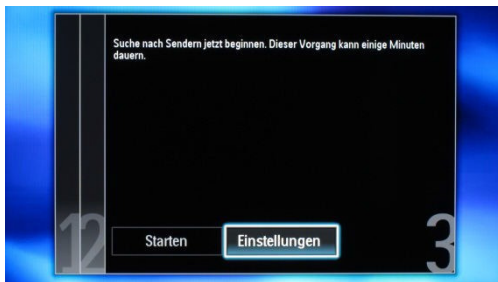 Suche nach Sendern jetzt beginnen. Dieser Vorgang kann einige Minuten
dauern.
12
Starten
Einstellungen
3